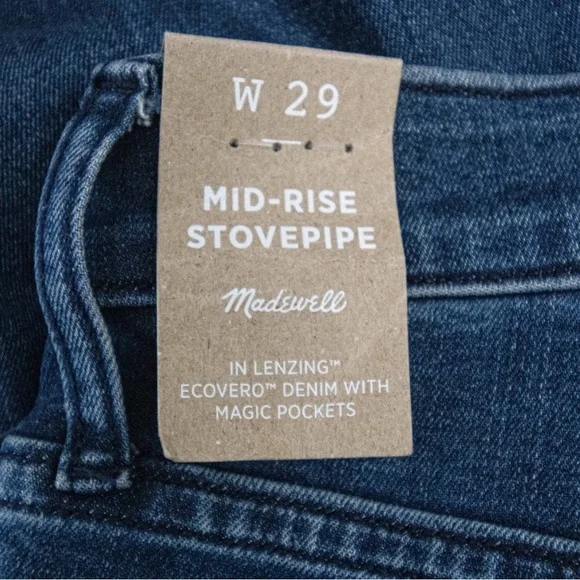 W 29
MID-RISE
STOVEPIPE
Madewell
IN LENZING™
ECOVERO™ DENIM WITH
MAGIC POCKETS